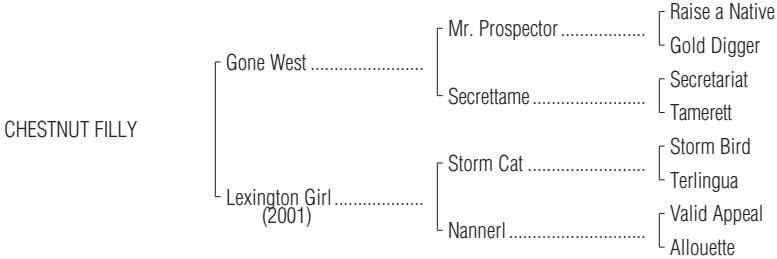 Raise a Native
Mr. Prospector ....................
Gold Digger
Gone West ........................
Secretariat
Secrettame ........................
Tamerett
CHESTNUT FILLY
Storm Bird
Storm Cat .........................
Terlingua
Lexington Girl ...................
(2001)
Valid Appeal
Nannerl ............................
Allouette